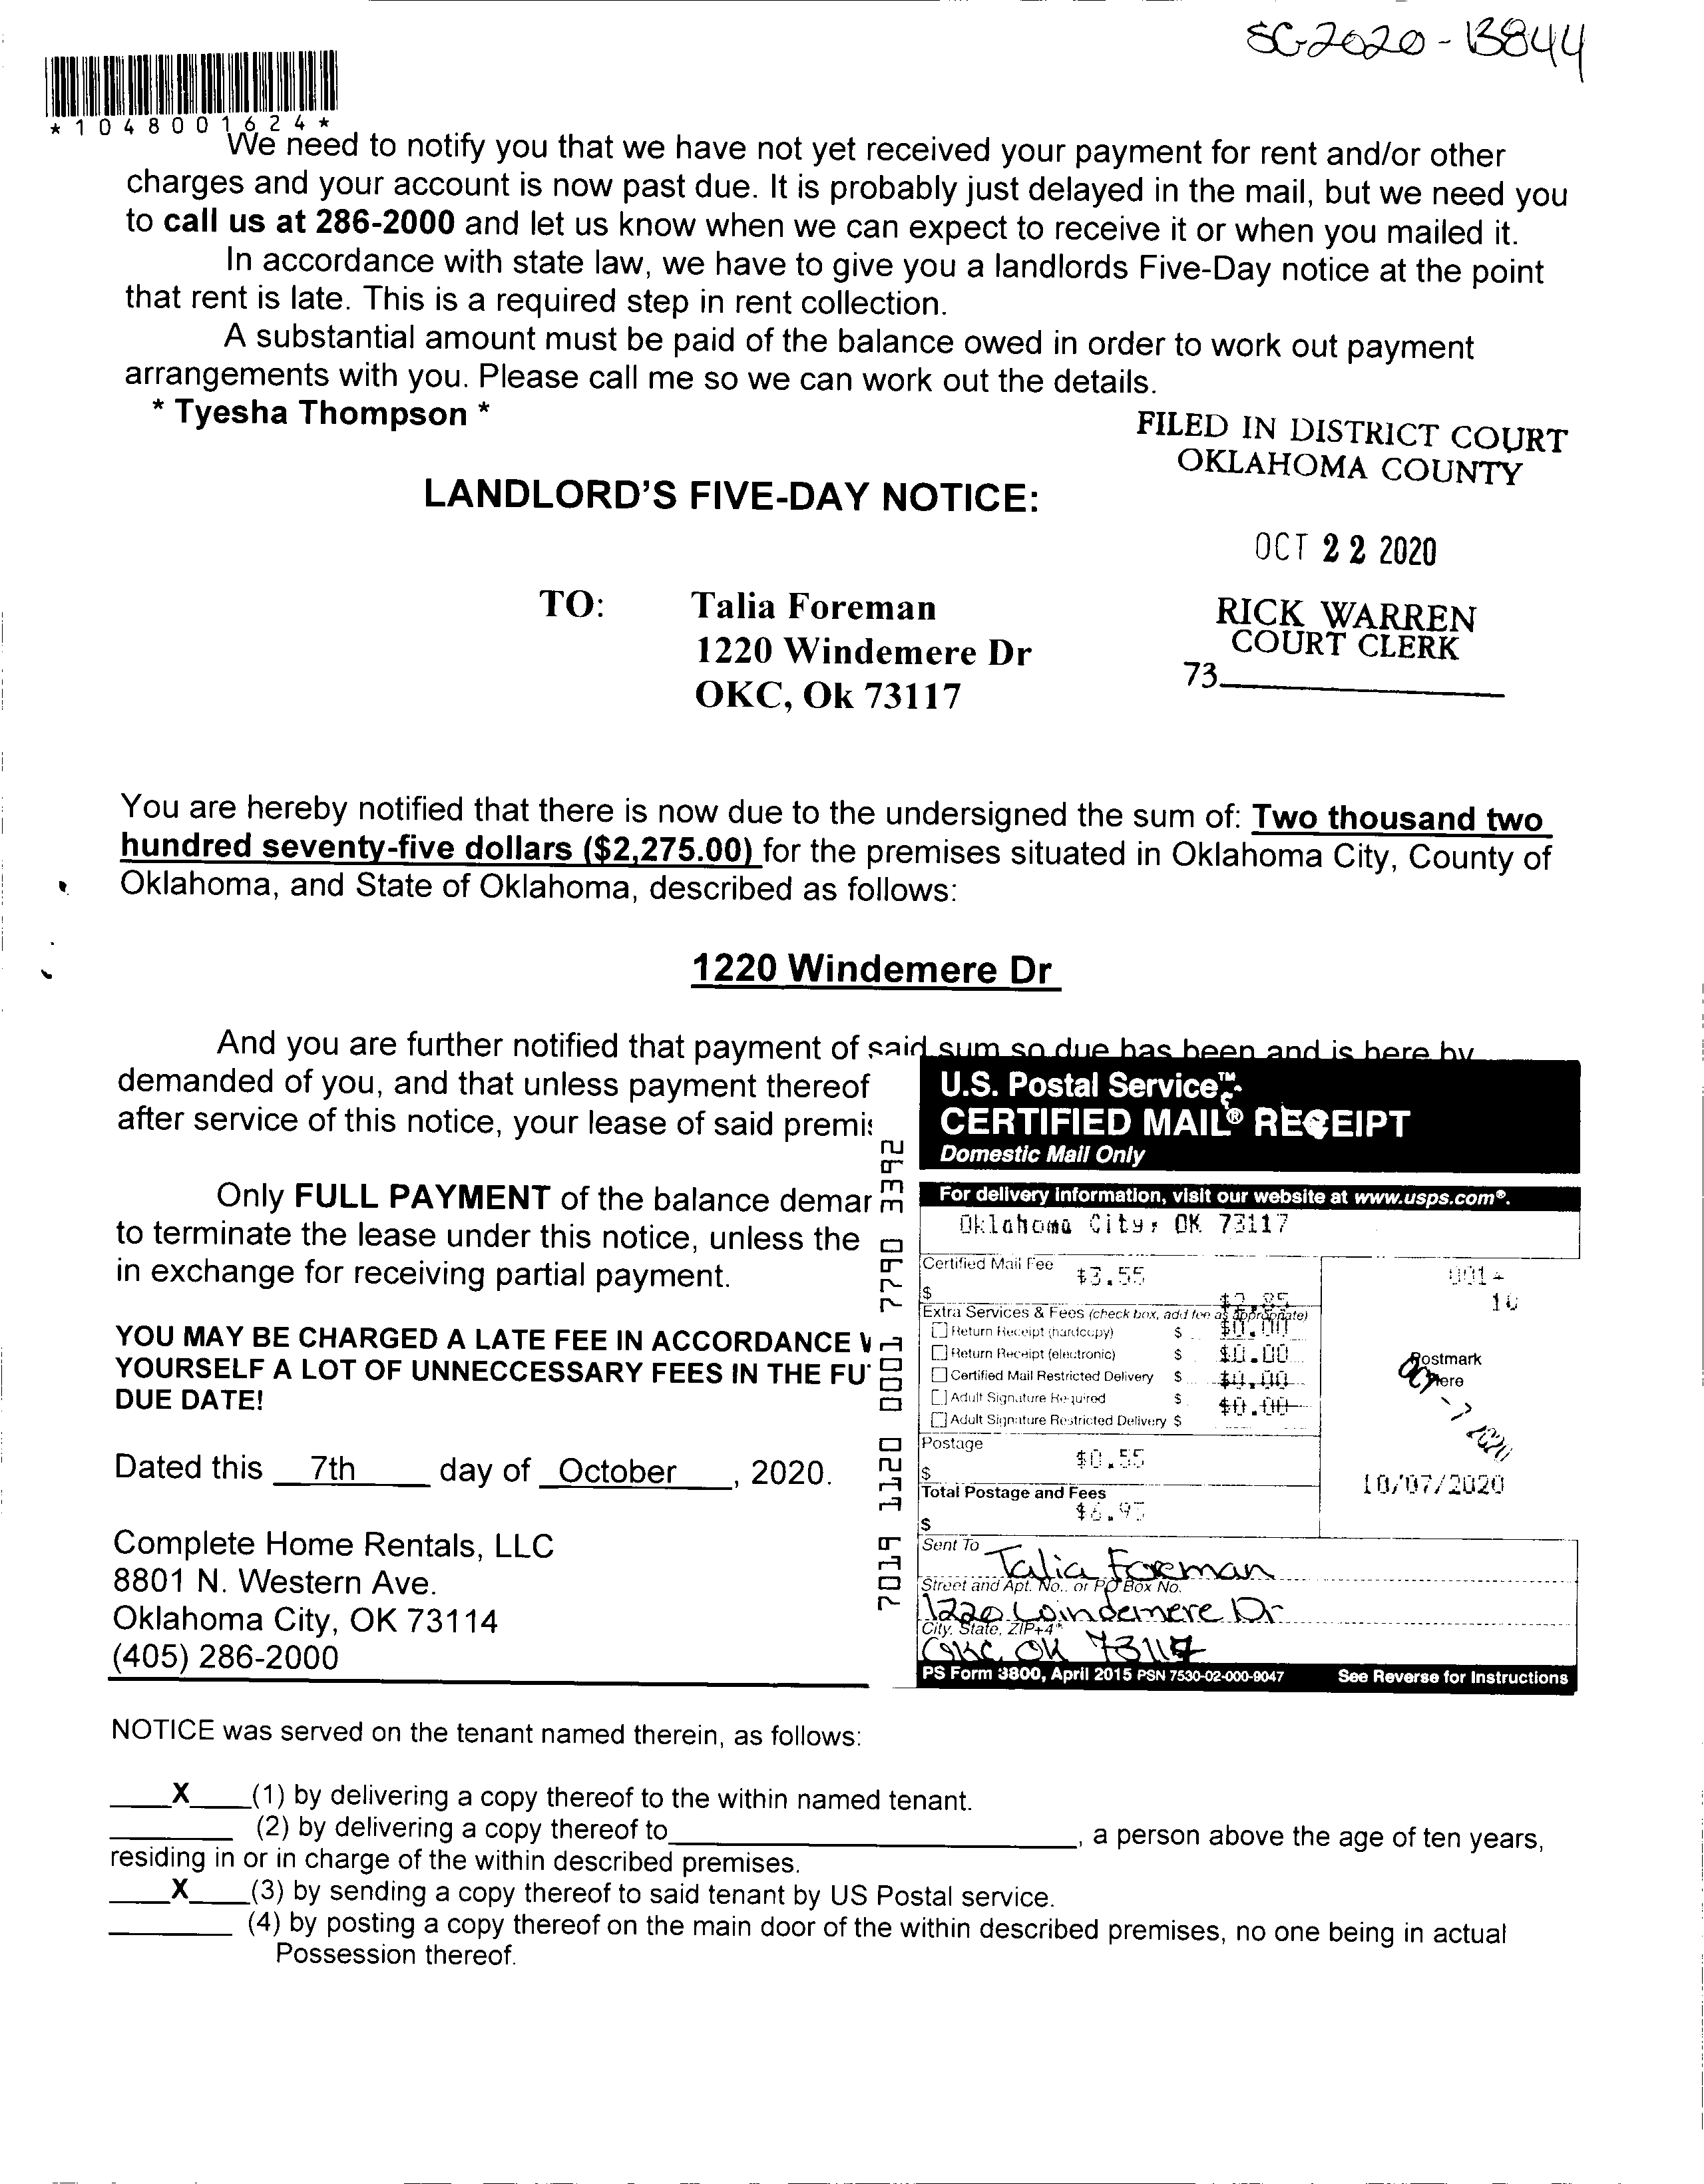 SC-2020-13844
*1048001624*
We need to notify you that we have not yet received your payment for rent and/or other
charges and your account is now past due. It is probably just delayed in the mail, but we need you
to call us at 286-2000 and let us know when we can expect to receive it or when you mailed it.
In accordance with state law, we have to give you a landlords Five-Day notice at the point
that rent is late. This is a required step in rent collection.
A substantial amount must be paid of the balance owed in order to work out payment
arrangements with you. Please call me so we can work out the details.
* Tyesha Thompson *
FILED IN DISTRICT COURT
OKLAHOMA COUNTY
LANDLORD'S FIVE-DAY NOTICE:
OCT 22 2020
TO: Talia Foreman
1220 Windemere Dr
OKC, Ok 73117
RICK WARREN
COURT CLERK
73
You are hereby notified that there is now due to the undersigned the sum of: Two thousand two
hundred seventy-five dollars ($2,275.00) for the premises situated in Oklahoma City, County of
Oklahoma, and State of Oklahoma, described as follows:
1220 Windemere Dr
And you are further notified that payment of said sum so due has been and is here by
demanded of you, and that unless payment thereof
after service of this notice, your lease of said premis
Only FULL PAYMENT of the balance demar
to terminate the lease under this notice, unless the
in exchange for receiving partial payment.
YOU MAY BE CHARGED A LATE FEE IN ACCORDANCE W
YOURSELF A LOT OF UNNECCESSARY FEES IN THE FUT
DUE DATE!
Dated this 7th day of October, 2020.
Complete Home Rentals, LLC
8801 N. Western Ave.
Oklahoma City, OK 73114
(405) 286-2000
7019 1120 0001 7790 3392
U.S. Postal Service™
CERTIFIED MAIL® RECEIPT
Domestic Mail Only
For delivery information, visit our website at www.usps.com®.
Oklahoma City, OK 73117
Certified Mail Fee $3.55
$
$2.85
Extra Services & Fees (check box, add fee as appropriate)
Return Receipt (hardcopy) $ $0.00
Return Receipt (electronic) $ $0.00
Certified Mail Restricted Delivery $ $0.00
Adult Signature Required $ $0.00
Adult Signature Restricted Delivery $
Postage $0.55
$
Total Postage and Fees
$6.95
$
10
Postmark
Here
OCT - 7 2020
10/07/2020
Sent To Talia Foreman
Street and Apt. No., or PO Box No.
1220 Windemere Dr
City, State, ZIP+4®
OKC OK 73117
PS Form 3800, April 2015 PSN 7530-02-000-9047 See Reverse for Instructions
NOTICE was served on the tenant named therein, as follows:
X (1) by delivering a copy thereof to the within named tenant.
(2) by delivering a copy thereof to , a person above the age of ten years,
residing in or in charge of the within described premises.
X (3) by sending a copy thereof to said tenant by US Postal service.
(4) by posting a copy thereof on the main door of the within described premises, no one being in actual
Possession thereof.